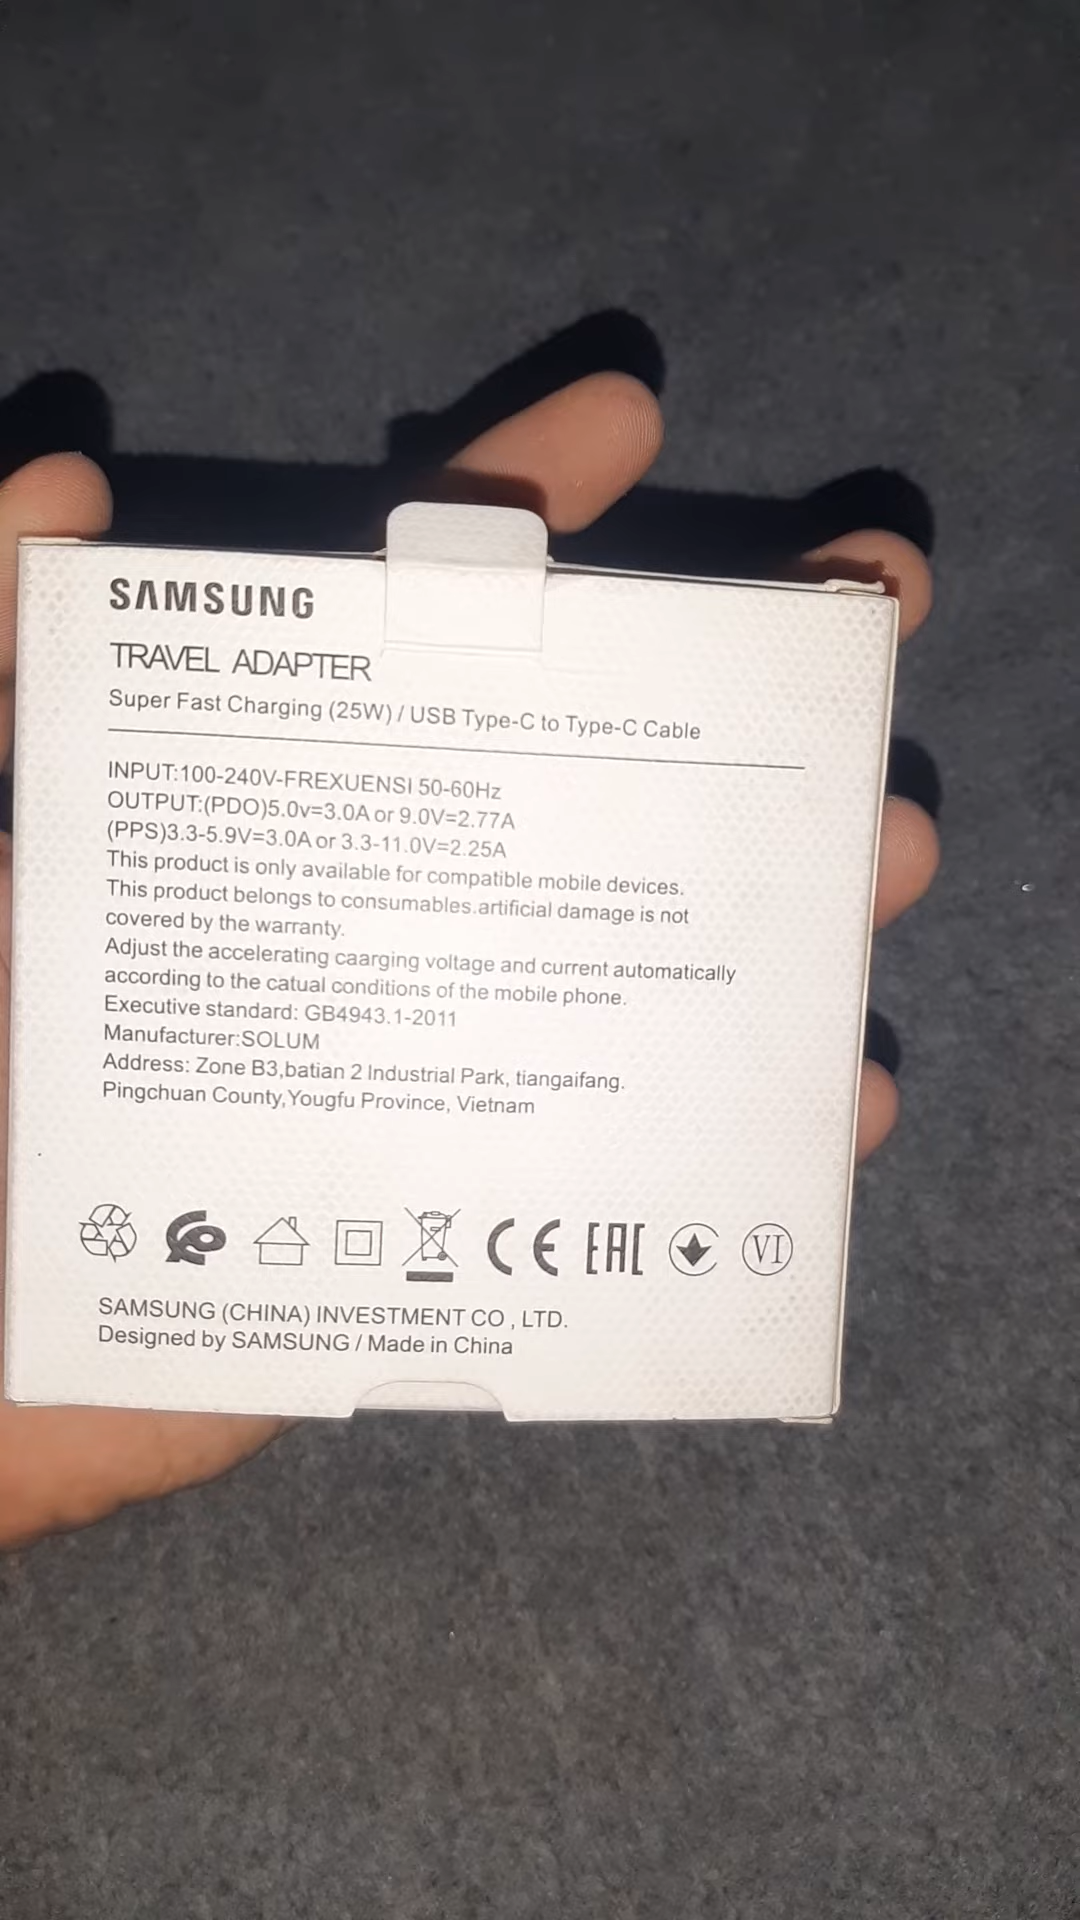 SAMSUNG
TRAVEL ADAPTER
Super Fast Charging (25W) / USB Type-C to Type-C Cable
INPUT:100-240V-FREXUENSI 50-60Hz
OUTPUT:(PDO)5.0v=3.0A or 9.0V=2.77A
(PPS)3.3-5.9V=3.0A or 3.3-11.0V=2.25A
This product is only available for compatible mobile devices.
This product belongs to consumables.artificial damage is not
covered by the warranty.
Adjust the accelerating caarging voltage and current automatically
according to the catual conditions of the mobile phone.
Executive standard: GB4943.1-2011
Manufacturer:SOLUM
Address: Zone B3,batian 2 Industrial Park, tiangaifang.
Pingchuan County,Yougfu Province, Vietnam
CE EAC VI
SAMSUNG (CHINA) INVESTMENT CO , LTD.
Designed by SAMSUNG / Made in China